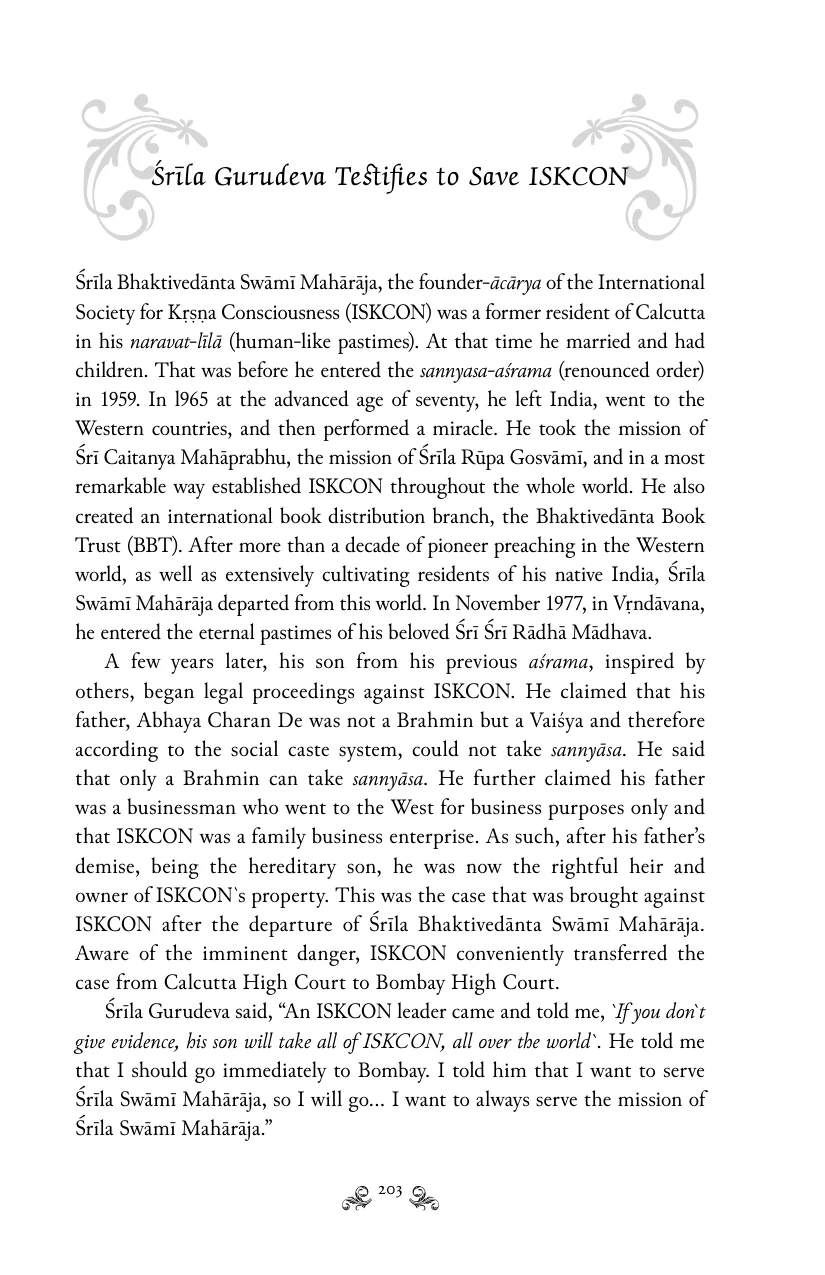 Śrīla Gurudeva Testifies to Save ISKCON
Śrīla Bhaktivedānta Swāmī Mahārāja, the founder-ācārya of the International
Society for Kṛṣṇa Consciousness (ISKCON) was a former resident of Calcutta
in his naravat-līlā (human-like pastimes). At that time he married and had
children. That was before he entered the sannyasa-aśrama (renounced order)
in 1959. In l965 at the advanced age of seventy, he left India, went to the
Western countries, and then performed a miracle. He took the mission of
Śrī Caitanya Mahāprabhu, the mission of Śrīla Rūpa Gosvāmī, and in a most
remarkable way established ISKCON throughout the whole world. He also
created an international book distribution branch, the Bhaktivedānta Book
Trust (BBT). After more than a decade of pioneer preaching in the Western
world, as well as extensively cultivating residents of his native India, Śrīla
Swāmī Mahārāja departed from this world. In November 1977, in Vṛndāvana,
he entered the eternal pastimes of his beloved Śrī Śrī Rādhā Mādhava.
A few years later, his son from his previous aśrama, inspired by
others, began legal proceedings against ISKCON. He claimed that his
father, Abhaya Charan De was not a Brahmin but a Vaiśya and therefore
according to the social caste system, could not take sannyāsa. He said
that only a Brahmin can take sannyāsa. He further claimed his father
was a businessman who went to the West for business purposes only and
that ISKCON was a family business enterprise. As such, after his father’s
demise, being the hereditary son, he was now the rightful heir and
owner of ISKCON`s property. This was the case that was brought against
ISKCON after the departure of Śrīla Bhaktivedānta Swāmī Mahārāja.
Aware of the imminent danger, ISKCON conveniently transferred the
case from Calcutta High Court to Bombay High Court.
Śrīla Gurudeva said, “An ISKCON leader came and told me, `If you don`t
give evidence, his son will take all of ISKCON, all over the world`. He told me
that I should go immediately to Bombay. I told him that I want to serve
Śrīla Swāmī Mahārāja, so I will go... I want to always serve the mission of
Śrīla Swāmī Mahārāja.”
203